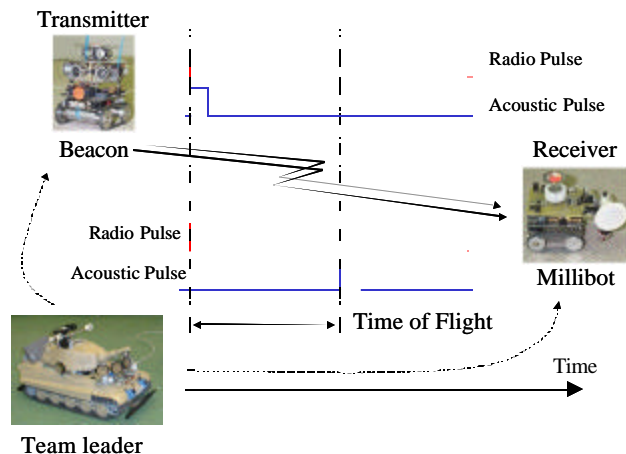 Transmitter
Radio Pulse
Acoustic Pulse
Beacon
Receiver
Radio Pulse
Acoustic Pulse
Millibot
Time of Flight
Time
Team leader